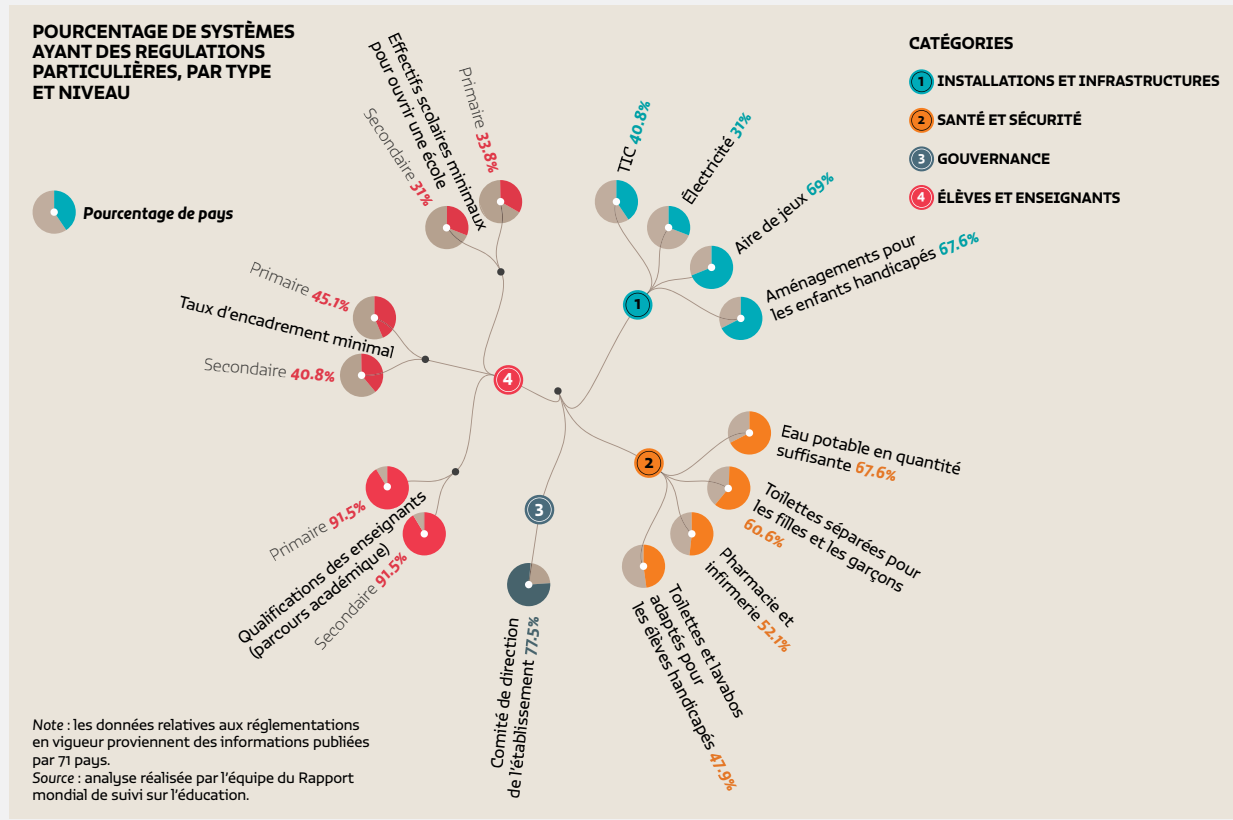 POURCENTAGE DE SYSTÈMES
AYANT DES REGULATIONS
PARTICULIÈRES, PAR TYPE
ET NIVEAU
Pourcentage de pays
CATÉGORIES
1 INSTALLATIONS ET INFRASTRUCTURES
2 SANTÉ ET SÉCURITÉ
3 GOUVERNANCE
4 ÉLÈVES ET ENSEIGNANTS
Effectifs scolaires minimaux
pour ouvrir une
école
Primaire 33.8%
Secondaire 31%
Taux d'encadrement minimal
Primaire 45.1%
Secondaire 40.8%
Qualifications des enseignants
(parcours académique)
Primaire 91.5%
Secondaire 91.5%
4
1
TIC 40.8%
Électricité 31%
Aire de jeux 69%
Aménagements pour
les enfants handicapés 67.6%
2
Eau potable en quantité
suffisante 67.6%
Toilettes séparées pour
les filles et les garçons
60.6%
Pharmacie et
infirmerie 52.1%
Toilettes et lavabos
adaptés pour
les élèves handicapés 47.9%
3
Comité de direction
de l'établissement 77.5%
Note : les données relatives aux réglementations
en vigueur proviennent des informations publiées
par 71 pays.
Source : analyse réalisée par l'équipe du Rapport
mondial de suivi sur l'éducation.